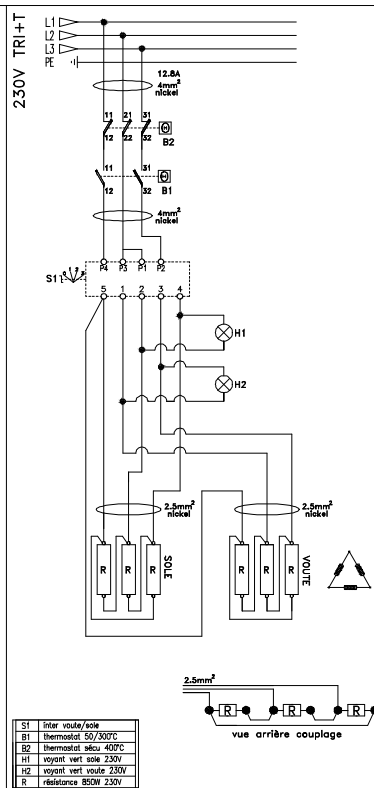 230V TRI+T
L1
L2
L3
PE
12.8A
4mm²
nickel
11 21 31
12 22 32
B2
11 31
12 32
B1
4mm²
nickel
P4 P3 P1 P2
S1
5 1 2 3 4
H1
H2
2.5mm²
nickel
2.5mm²
nickel
R R R
SOLE
R R R
VOUTE
2.5mm²
R R R
vue arrière couplage
S1 inter voute/sole
B1 thermostat 50/300°C
B2 thermostat sécu 400°C
H1 voyant vert sole 230V
H2 voyant vert voute 230V
R résistance 850W 230V